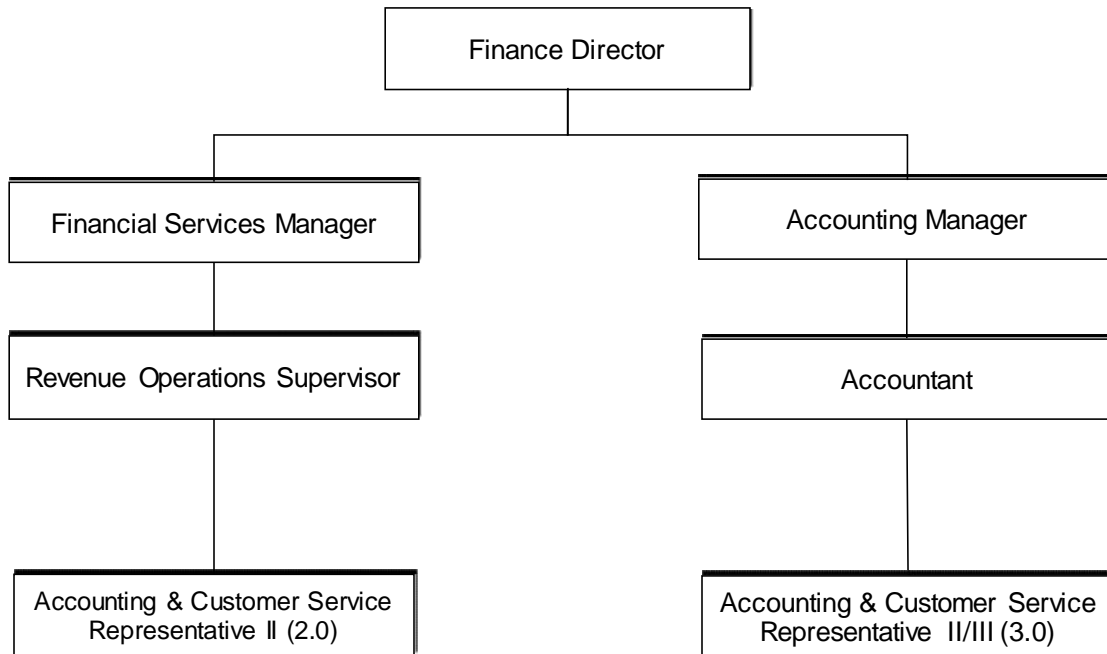 Finance Director
Financial Services Manager
Accounting Manager
Revenue Operations Supervisor
Accountant
Accounting & Customer Service
Representative II (2.0)
Accounting & Customer Service
Representative II/III (3.0)